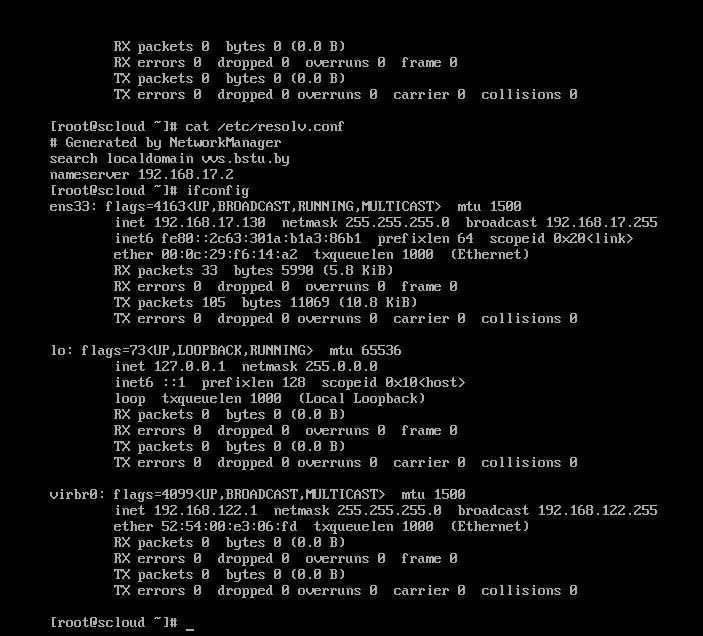 RX packets 0  bytes 0 (0.0 B)
RX errors 0  dropped 0  overruns 0  frame 0
TX packets 0  bytes 0 (0.0 B)
TX errors 0  dropped 0 overruns 0  carrier 0  collisions 0
[root@scloud ~]# cat /etc/resolv.conf
# Generated by NetworkManager
search localdomain vvs.bstu.by
nameserver 192.168.17.2
[root@scloud ~]# ifconfig
ens33: flags=4163<UP,BROADCAST,RUNNING,MULTICAST>  mtu 1500
inet 192.168.17.130  netmask 255.255.255.0  broadcast 192.168.17.255
inet6 fe80::2c63:301a:b1a3:86b1  prefixlen 64  scopeid 0x20<link>
ether 00:0c:29:f6:14:a2  txqueuelen 1000  (Ethernet)
RX packets 33  bytes 5990 (5.8 KiB)
RX errors 0  dropped 0  overruns 0  frame 0
TX packets 105  bytes 11069 (10.8 KiB)
TX errors 0  dropped 0 overruns 0  carrier 0  collisions 0
lo: flags=73<UP,LOOPBACK,RUNNING>  mtu 65536
inet 127.0.0.1  netmask 255.0.0.0
inet6 ::1  prefixlen 128  scopeid 0x10<host>
loop  txqueuelen 1000  (Local Loopback)
RX packets 0  bytes 0 (0.0 B)
RX errors 0  dropped 0  overruns 0  frame 0
TX packets 0  bytes 0 (0.0 B)
TX errors 0  dropped 0 overruns 0  carrier 0  collisions 0
virbr0: flags=4099<UP,BROADCAST,MULTICAST>  mtu 1500
inet 192.168.122.1  netmask 255.255.255.0  broadcast 192.168.122.255
ether 52:54:00:e3:06:fd  txqueuelen 1000  (Ethernet)
RX packets 0  bytes 0 (0.0 B)
RX errors 0  dropped 0  overruns 0  frame 0
TX packets 0  bytes 0 (0.0 B)
TX errors 0  dropped 0 overruns 0  carrier 0  collisions 0
[root@scloud ~]# _